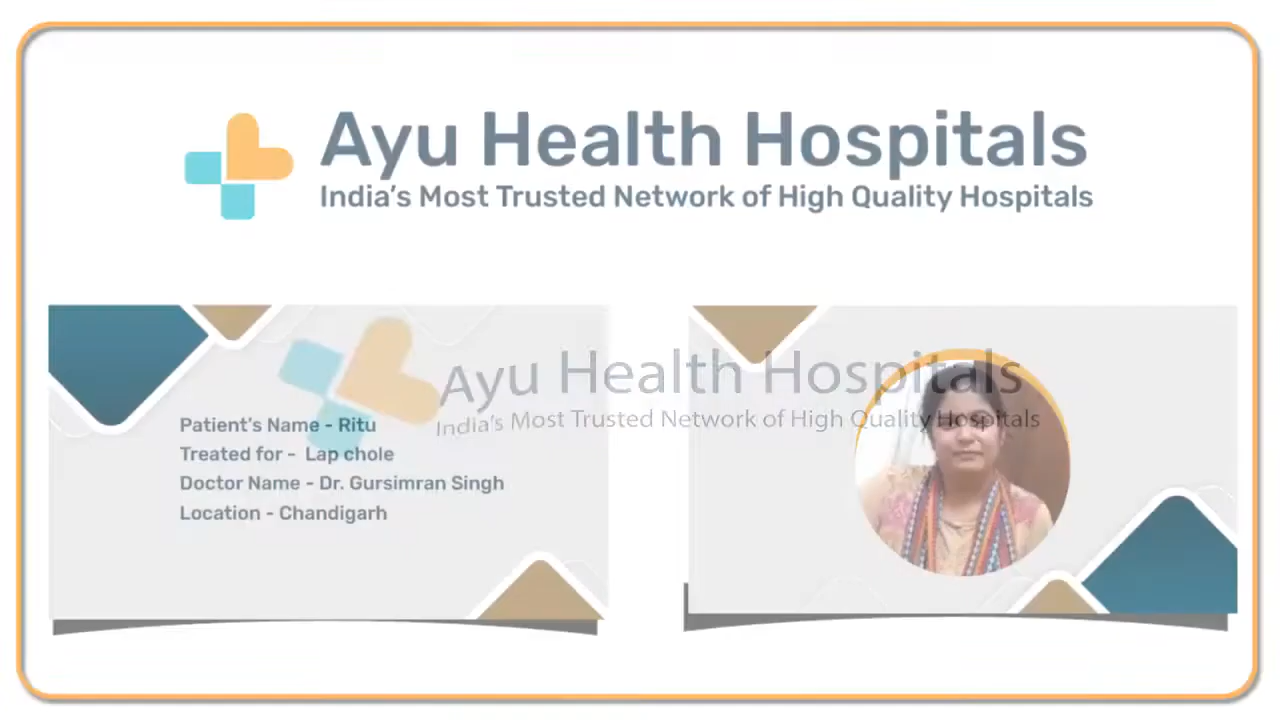 Ayu Health Hospitals
India's Most Trusted Network of High Quality Hospitals
Ayu Health Hospitals
India's Most Trusted Network of High Quality Hospitals
Patient's Name - Ritu
Treated for - Lap chole
Doctor Name - Dr. Gursimran Singh
Location - Chandigarh